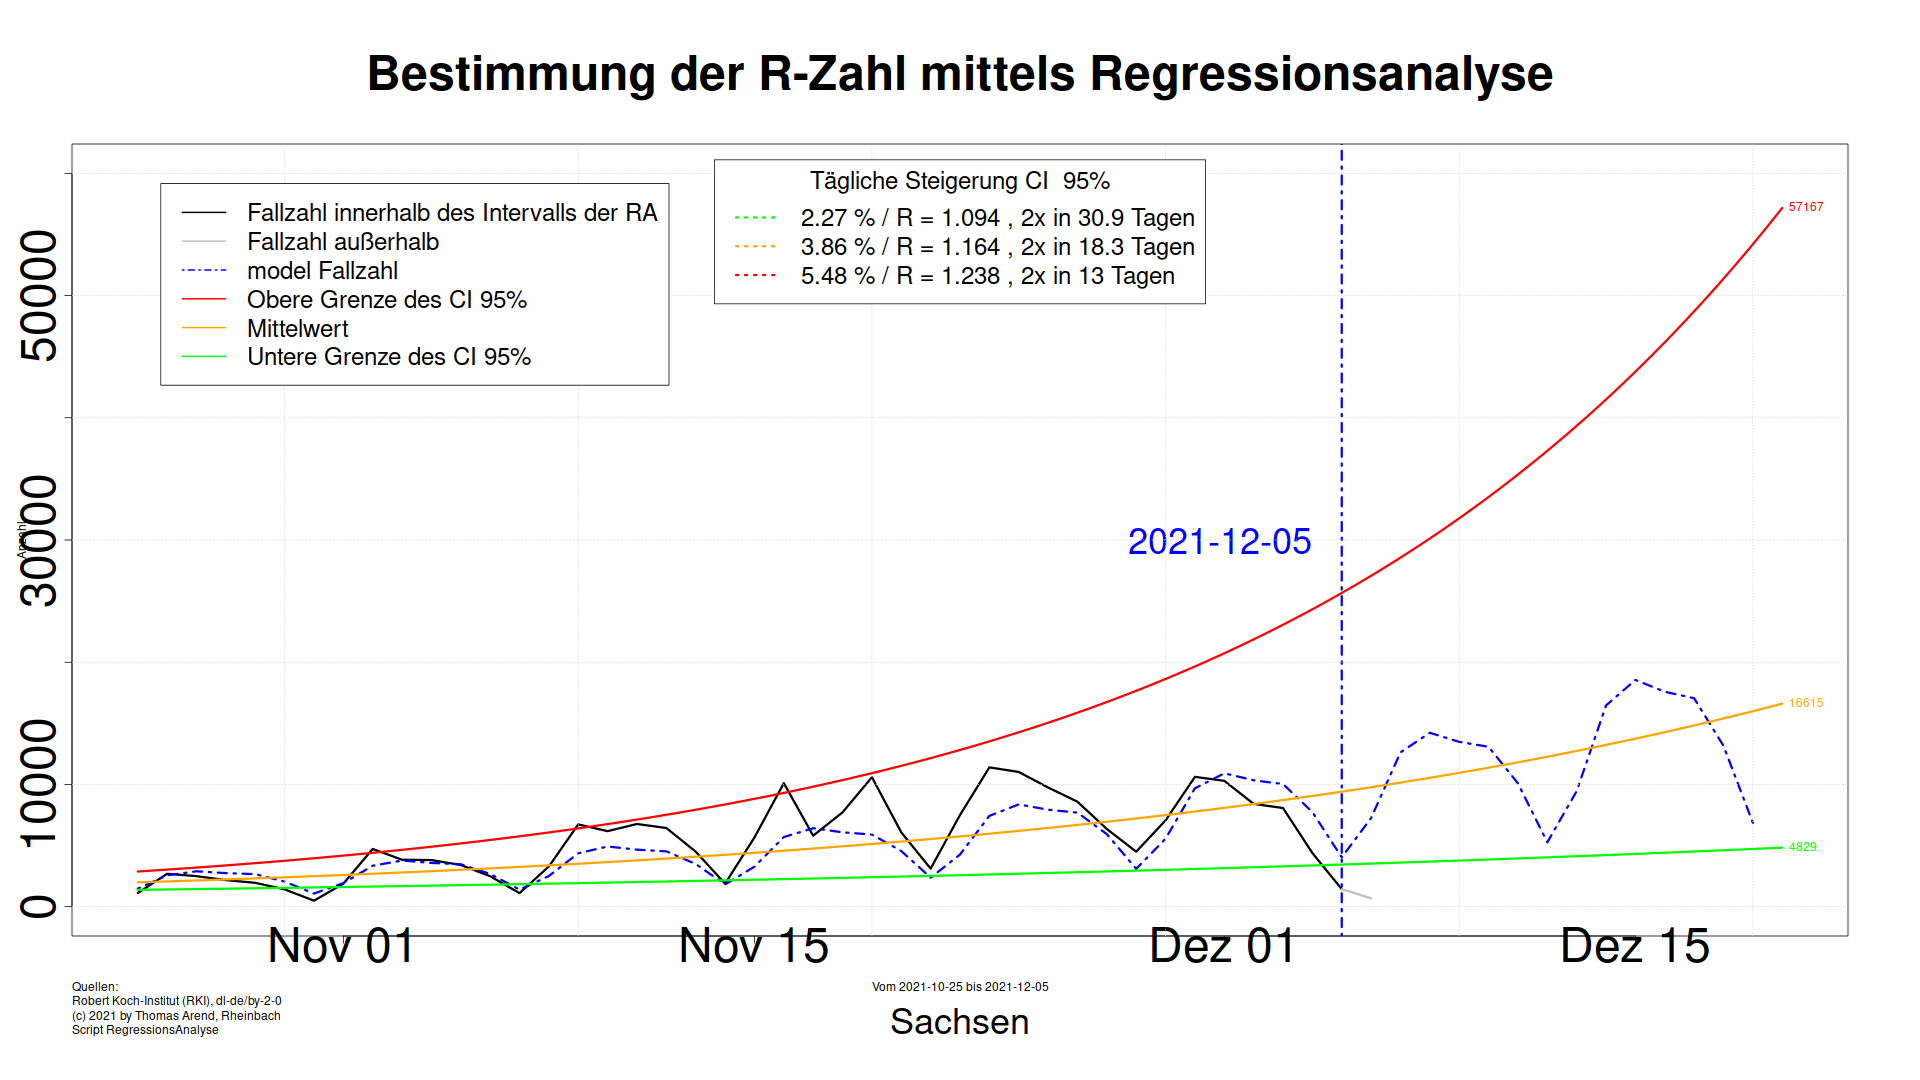 Bestimmung der R-Zahl mittels Regressionsanalyse
Fallzahl innerhalb des Intervalls der RA
Fallzahl außerhalb
model Fallzahl
Obere Grenze des CI 95%
Mittelwert
Untere Grenze des CI 95%
Tägliche Steigerung CI  95%
2.27 % / R = 1.094 , 2x in 30.9 Tagen
3.86 % / R = 1.164 , 2x in 18.3 Tagen
5.48 % / R = 1.238 , 2x in 13 Tagen
57167
50000
2021-12-05
30000
Anzahl
16615
10000
4829
0
Nov 01
Nov 15
Dez 01
Dez 15
Quellen:
Robert Koch-Institut (RKI), dl-de/by-2-0
(c) 2021 by Thomas Arend, Rheinbach
Script RegressionsAnalyse
Vom 2021-10-25 bis 2021-12-05
Sachsen